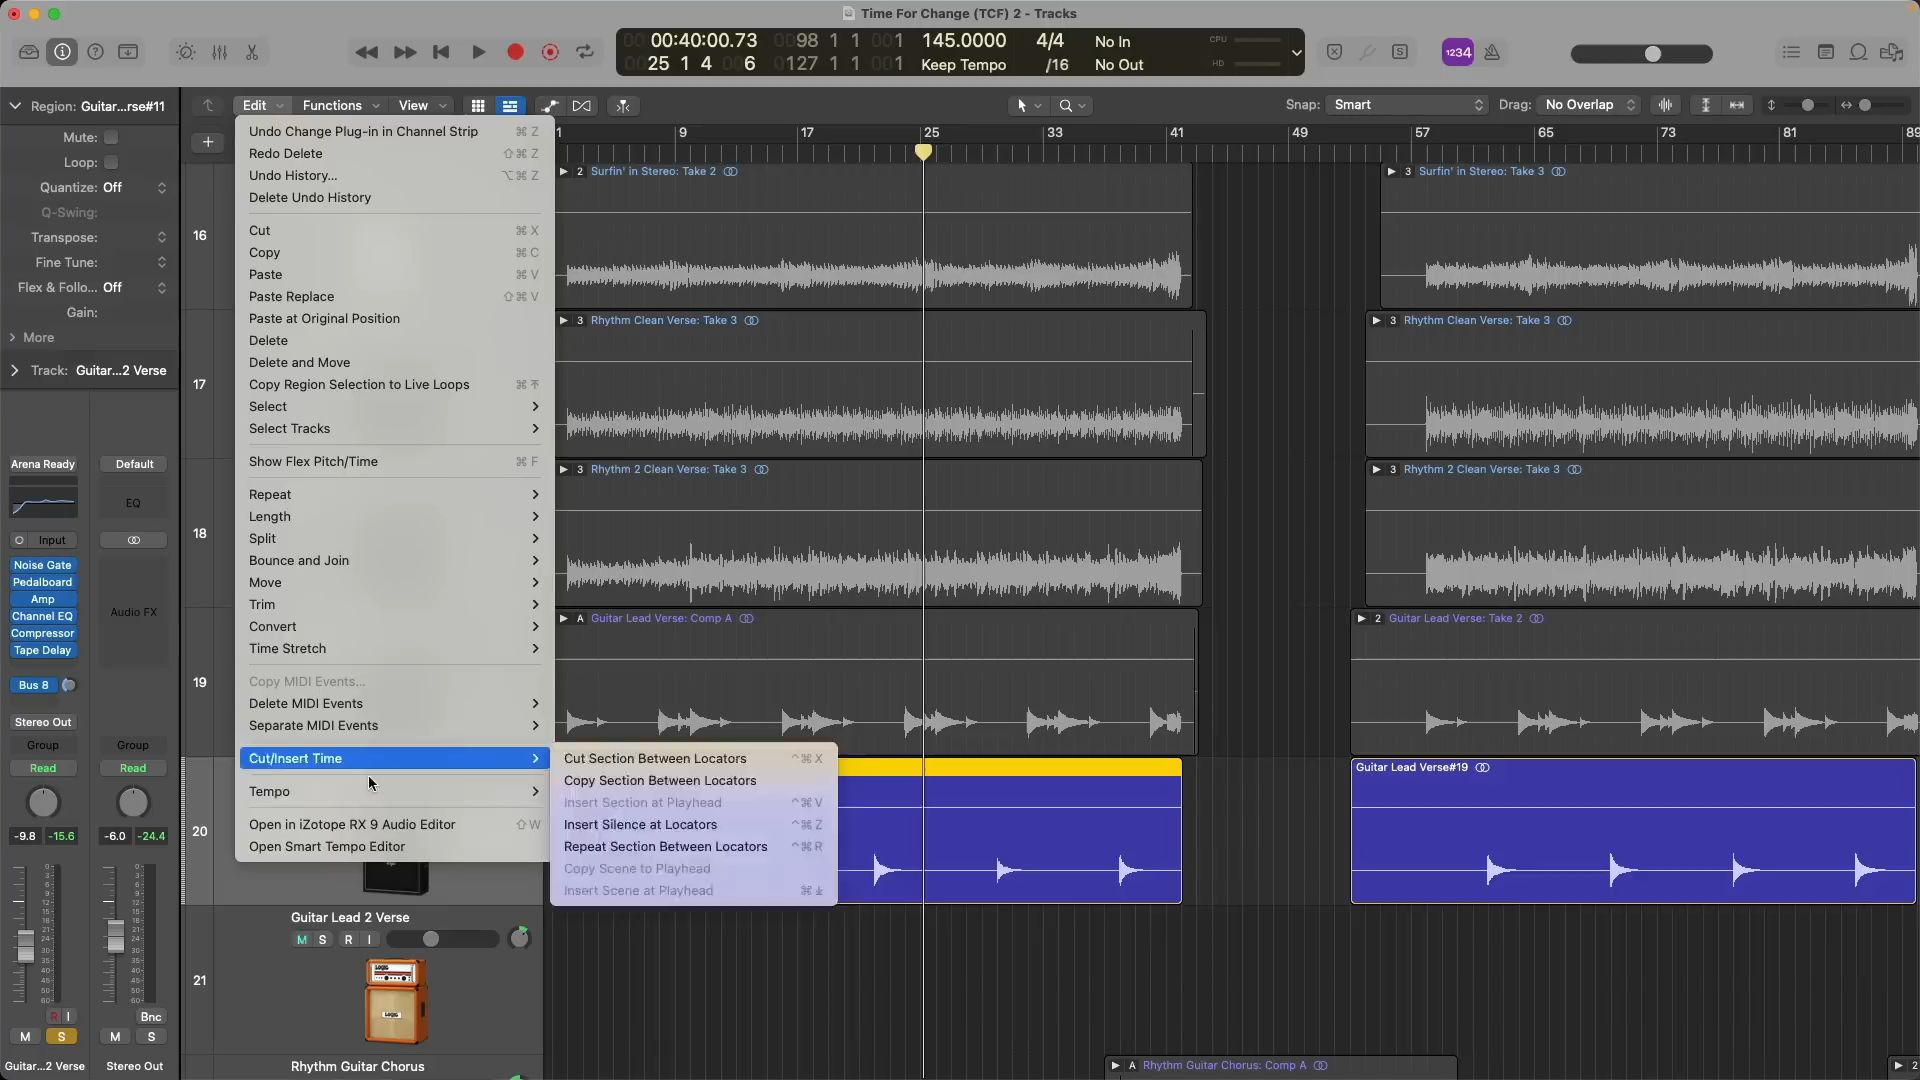 Time For Change (TCF) 2 - Tracks
00:40:00.73 0098 1 1 001 145.0000 4/4 No In CPU
25 1 4 6 0127 1 1 001 Keep Tempo /16 No Out HD
1234
S
Region: Guitar...rse#11
Edit Functions View Snap: Smart Drag: No Overlap
1 9 17 25 33 41 49 57 65 73 81 89
Mute:
Loop:
Quantize: Off
Q-Swing:
Transpose:
Fine Tune:
Flex & Follo... Off
Gain:
More
Track: Guitar...2 Verse
Arena Ready Default
EQ
Input
Noise Gate
Pedalboard
Amp
Channel EQ
Compressor
Tape Delay
Audio FX
Bus 8
Stereo Out
Group Group
Read Read
-9.8 -15.6 -6.0 -24.4
R I Bnc
M S M S
Guitar...2 Verse Stereo Out
Undo Change Plug-in in Channel Strip ⌘ Z
Redo Delete ⇧⌘ Z
Undo History... ⌥⌘ Z
Delete Undo History
Cut ⌘ X
Copy ⌘ C
Paste ⌘ V
Paste Replace ⇧⌘ V
Paste at Original Position
Delete
Delete and Move
Copy Region Selection to Live Loops ⌘
Select
Select Tracks
Show Flex Pitch/Time ⌘ F
Repeat
Length
Split
Bounce and Join
Move
Trim
Convert
Time Stretch
Copy MIDI Events...
Delete MIDI Events
Separate MIDI Events
Cut/Insert Time
Tempo
Open in iZotope RX 9 Audio Editor ⇧W
Open Smart Tempo Editor
Cut Section Between Locators ^⌘X
Copy Section Between Locators
Insert Section at Playhead ^⌘V
Insert Silence at Locators ^⌘Z
Repeat Section Between Locators ^⌘R
Copy Scene to Playhead
Insert Scene at Playhead ⌘
16
2 Surfin' in Stereo: Take 2
3 Surfin' in Stereo: Take 3
17
3 Rhythm Clean Verse: Take 3
3 Rhythm Clean Verse: Take 3
18
3 Rhythm 2 Clean Verse: Take 3
3 Rhythm 2 Clean Verse: Take 3
19
A Guitar Lead Verse: Comp A
2 Guitar Lead Verse: Take 2
20
Guitar Lead Verse#19
21
Guitar Lead 2 Verse
M S R I
Logic
Logic
Rhythm Guitar Chorus
A Rhythm Guitar Chorus: Comp A
2